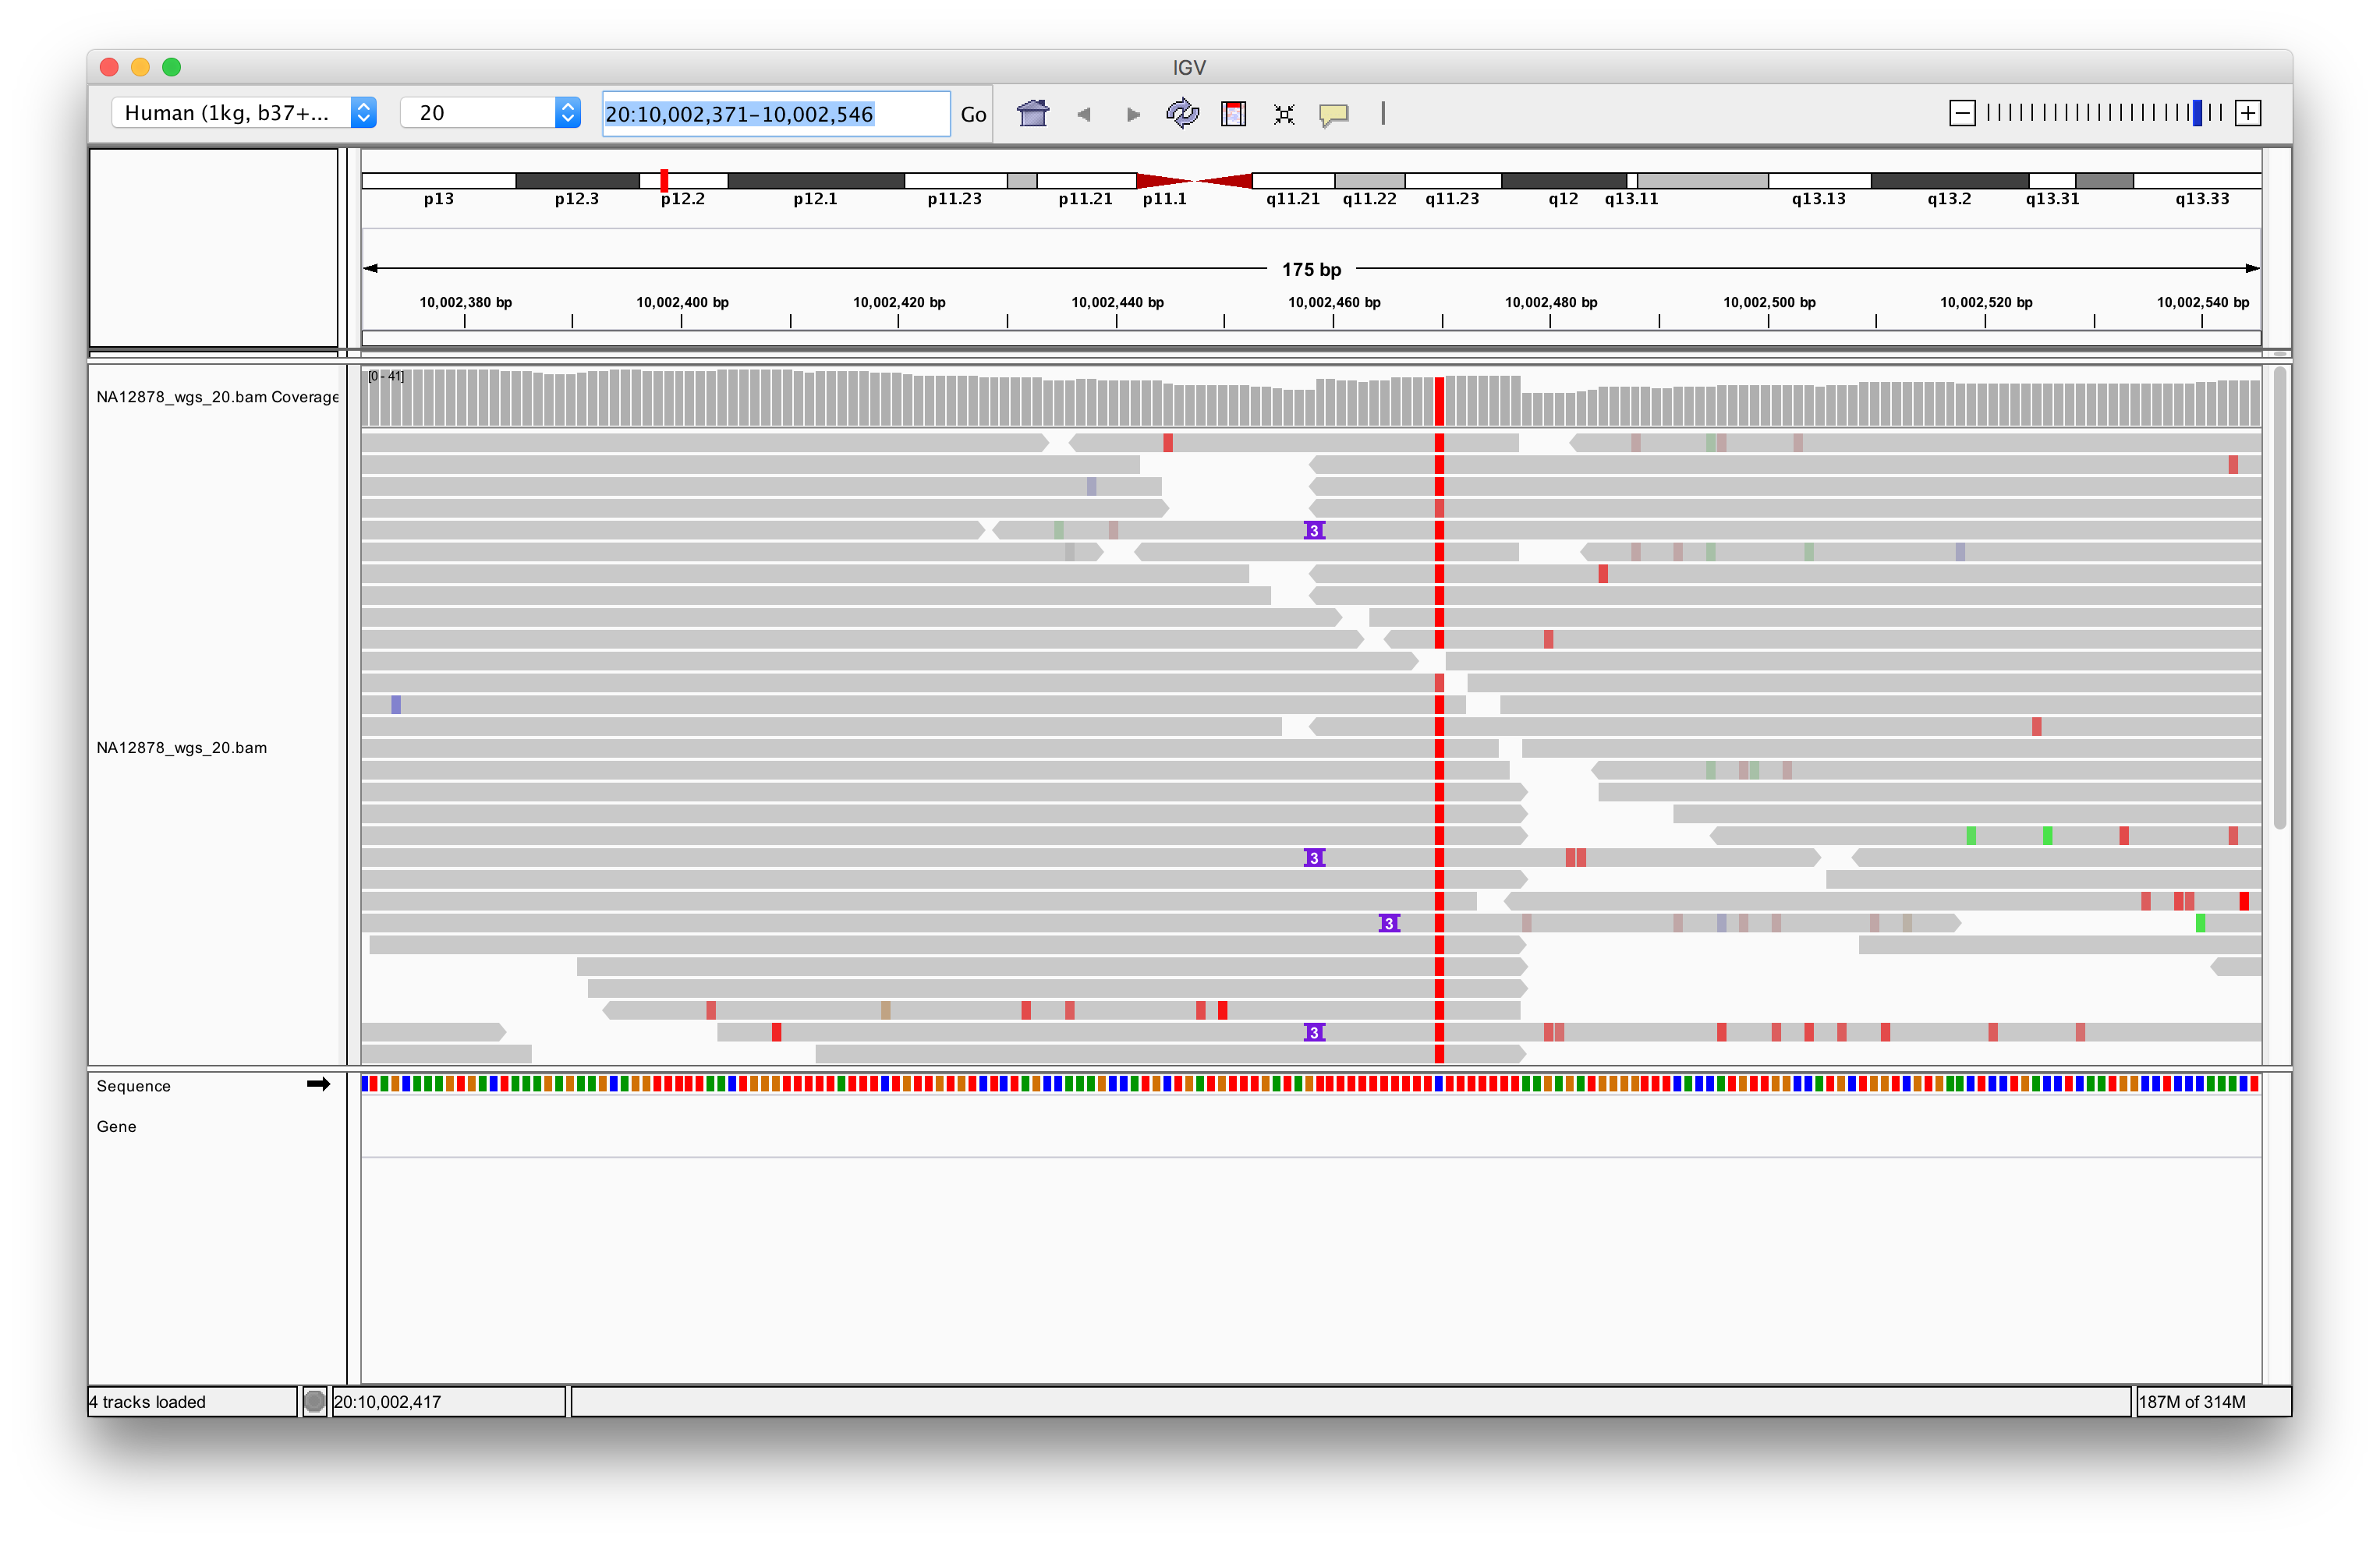 IGV
Human (1kg, b37+... 20 20:10,002,371-10,002,546 Go
p13 p12.3 p12.2 p12.1 p11.23 p11.21 p11.1 q11.21 q11.22 q11.23 q12 q13.11 q13.13 q13.2 q13.31 q13.33
175 bp
10,002,380 bp 10,002,400 bp 10,002,420 bp 10,002,440 bp 10,002,460 bp 10,002,480 bp 10,002,500 bp 10,002,520 bp 10,002,540 bp
[0 - 41]
NA12878_wgs_20.bam Coverage
3
NA12878_wgs_20.bam
3
3
3
Sequence
Gene
4 tracks loaded 20:10,002,417 187M of 314M